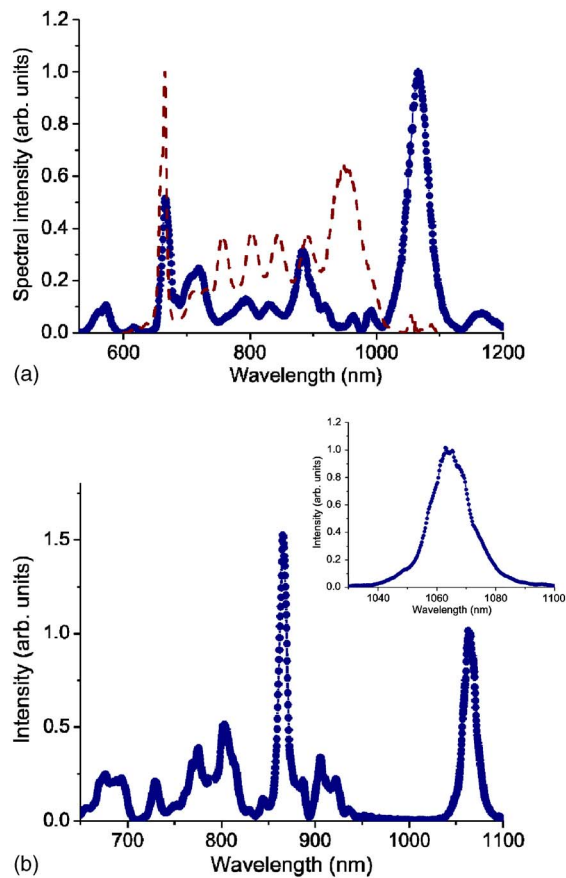 1.2
1.0
0.8
0.6
0.4
0.2
0.0
Spectral intensity (arb. units)
600 800 1000 1200
Wavelength (nm)
(a)
1.5
1.0
0.5
0.0
Intensity (arb. units)
700 800 900 1000 1100
Wavelength (nm)
(b)
1.2
1.0
0.8
0.6
0.4
0.2
0.0
Intensity (arb. units)
1040 1060 1080 1100
Wavelength (nm)